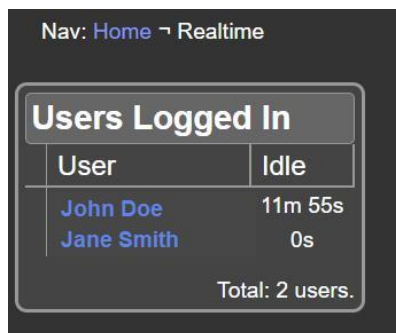 Nav: Home ¬ Realtime
Users Logged In
User Idle
John Doe 11m 55s
Jane Smith 0s
Total: 2 users.